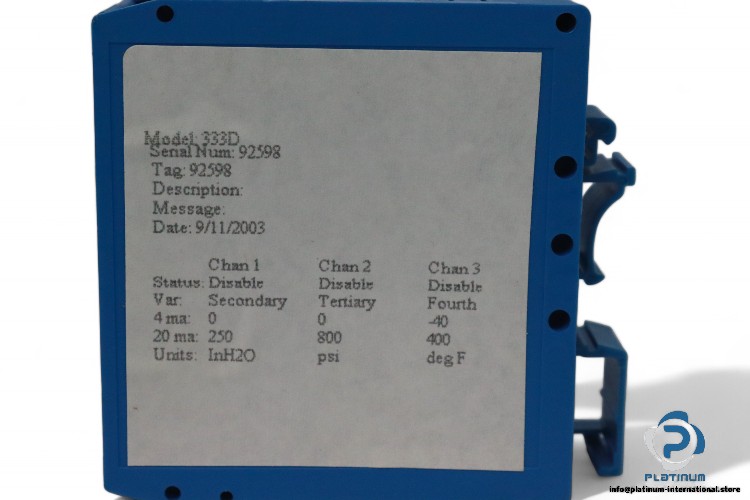 Model: 333D
Serial Num: 92598
Tag: 92598
Description:
Message:
Date: 9/11/2003
Chan 1 Chan 2 Chan 3
Status: Disable Disable Disable
Var: Secondary Tertiary Fourth
4 ma: 0 0 -40
20 ma: 250 800 400
Units: InH2O psi deg F
PLATINUM
info@platinum-international.store